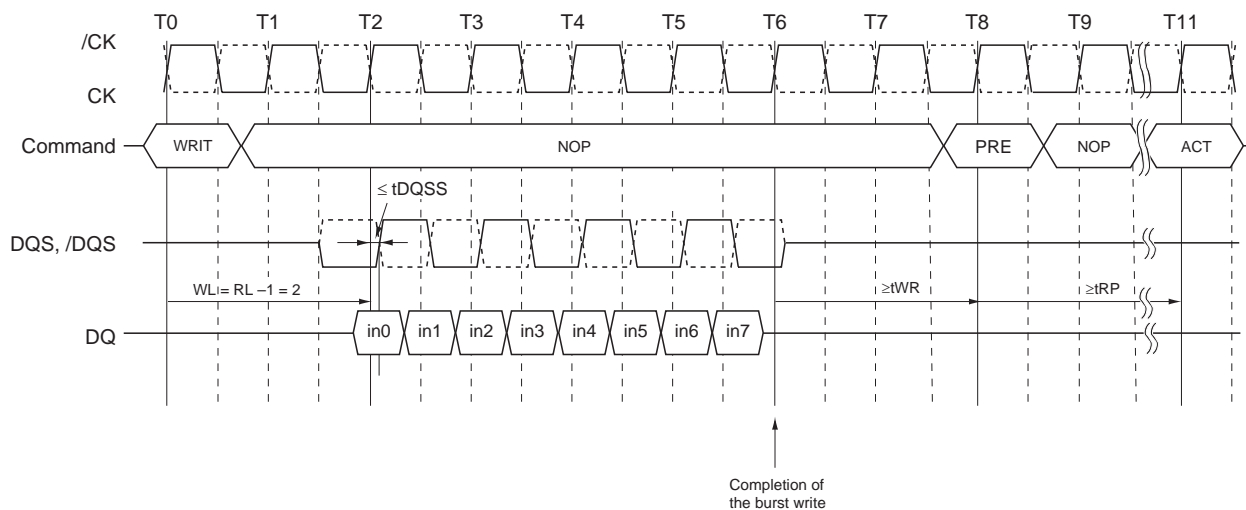 T0 T1 T2 T3 T4 T5 T6 T7 T8 T9 T11
/CK
CK
Command WRIT NOP PRE NOP ACT
≤ tDQSS
DQS, /DQS
WL = RL –1 = 2 ≥tWR ≥tRP
DQ in0 in1 in2 in3 in4 in5 in6 in7
Completion of
the burst write